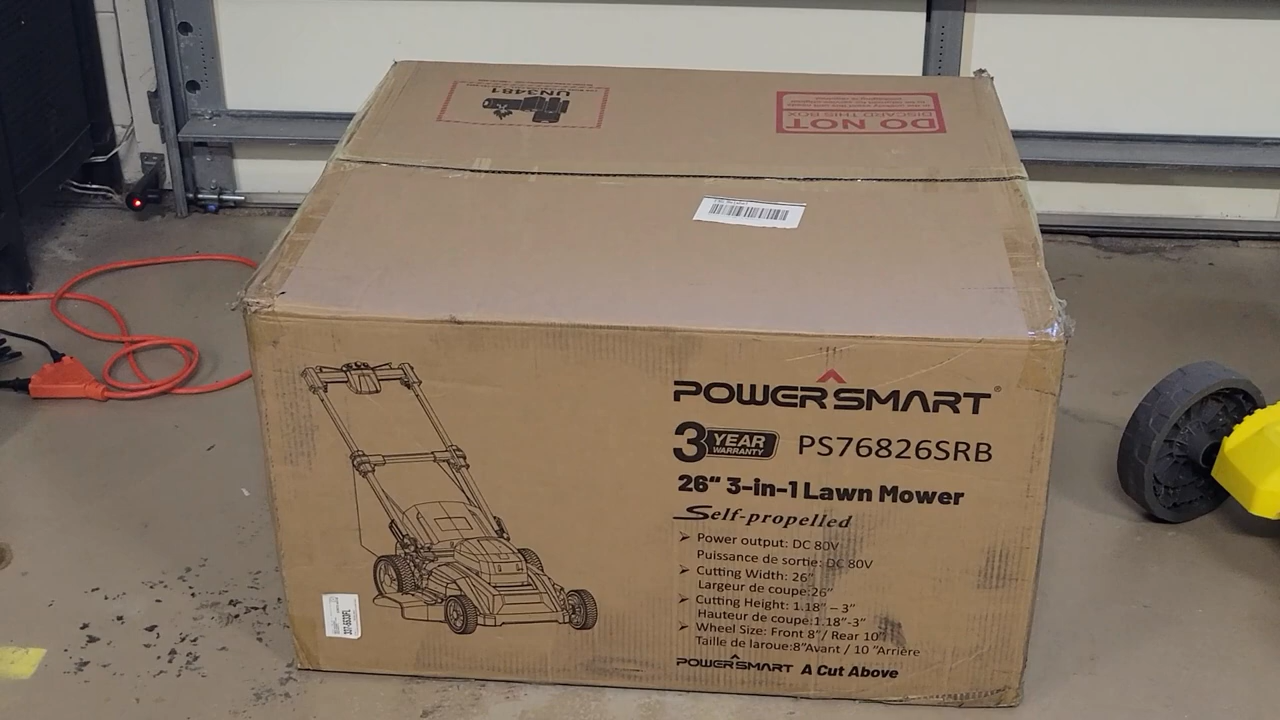 UN3481
DO NOT
DISCARD THIS BOX
POWERSMART®
3 YEAR WARRANTY PS76826SRB
26" 3-in-1 Lawn Mower
Self-propelled
➤ Power output: DC 80V
Puissance de sortie: DC 80V
➤ Cutting Width: 26"
Largeur de coupe:26"
➤ Cutting Height: 1.18" – 3"
Hauteur de coupe:1.18"-3"
➤ Wheel Size: Front 8"/ Rear 10"
Taille de laroue:8"Avant / 10 "Arrière
POWERSMART A Cut Above